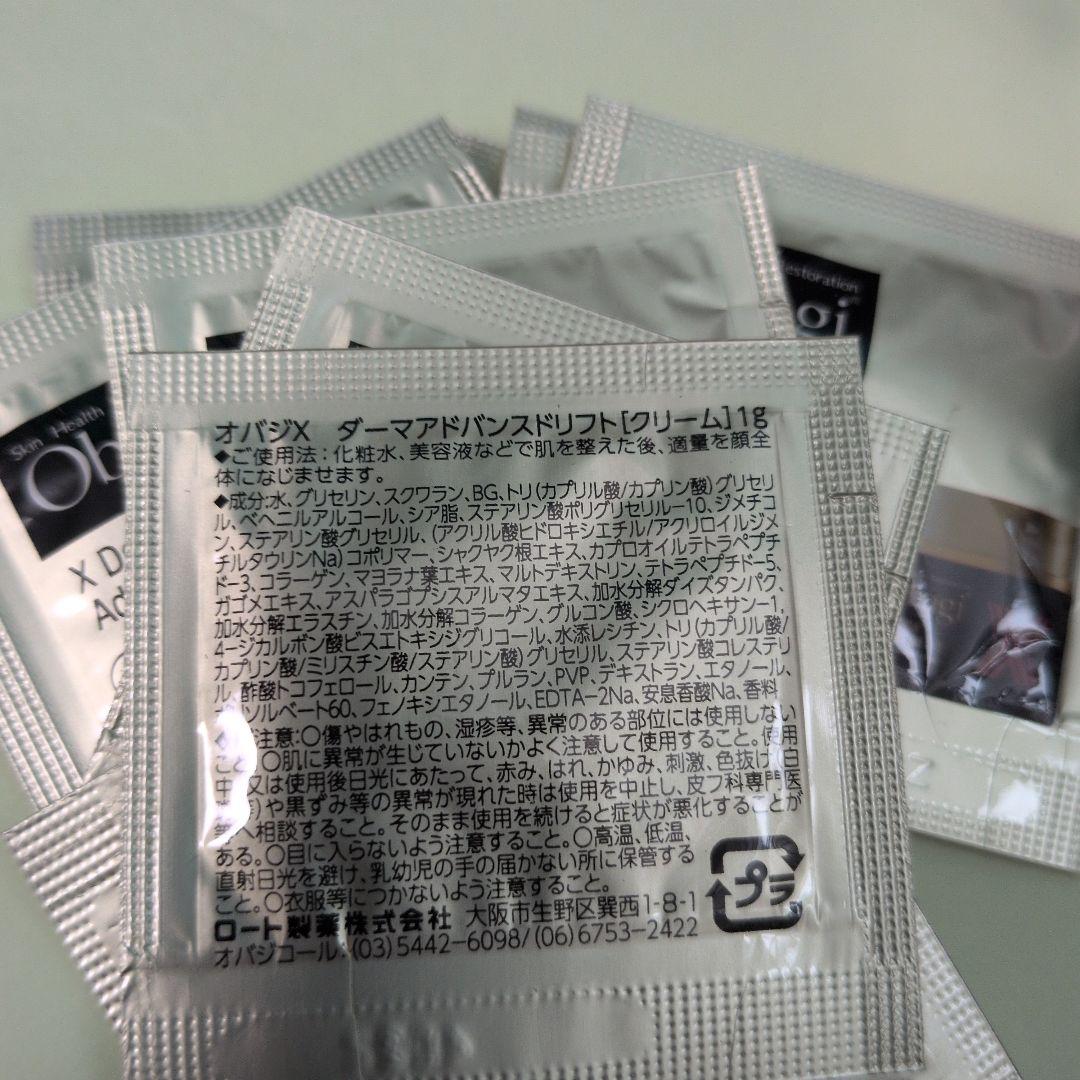 estoration
gi
Skin Health
Ob
X D
Ad
オバジX ダーマアドバンスドリフト[クリーム]1g
◆ご使用法:化粧水、美容液などで肌を整えた後、適量を顔全
体になじませます。
◆成分:水、グリセリン、スクワラン、BG、トリ(カプリル酸/カプリン酸)グリセリ
ル、ベヘニルアルコール、シア脂、ステアリン酸ポリグリセリル-10、ジメチコ
ン、ステアリン酸グリセリル、(アクリル酸ヒドロキシエチル/アクリロイルジメ
チルタウリンNa)コポリマー、シャクヤク根エキス、カプロオイルテトラペプチ
ド-3、コラーゲン、マヨラナ葉エキス、マルトデキストリン、テトラペプチド-5、
ガゴメエキス、アスパラゴプシスアルマタエキス、加水分解ダイズタンパク、
加水分解エラスチン、加水分解コラーゲン、グルコン酸、シクロヘキサン-1,
4-ジカルボン酸ビスエトキシジグリコール、水添レシチン、トリ(カプリル酸/
カプリン酸/ミリスチン酸/ステアリン酸)グリセリル、ステアリン酸コレステリ
ル、酢酸トコフェロール、カンテン、プルラン、PVP、デキストラン、エタノール、
ソルベート60、フェノキシエタノール、EDTA-2Na、安息香酸Na、香料
注意:○傷やはれもの、湿疹等、異常のある部位には使用しない
こと。○肌に異常が生じていないかよく注意して使用すること。使用
中、又は使用後日光にあたって、赤み、はれ、かゆみ、刺激、色抜け(白
斑等)や黒ずみ等の異常が現れた時は使用を中止し、皮フ科専門医
等へ相談すること。そのまま使用を続けると症状が悪化することが
ある。○目に入らないよう注意すること。○高温、低温、
直射日光を避け、乳幼児の手の届かない所に保管する
こと。○衣服等につかないよう注意すること。
ロート製薬株式会社 大阪市生野区巽西1-8-1
オバジコール:(03)5442-6098/(06)6753-2422
プラ
gi
X